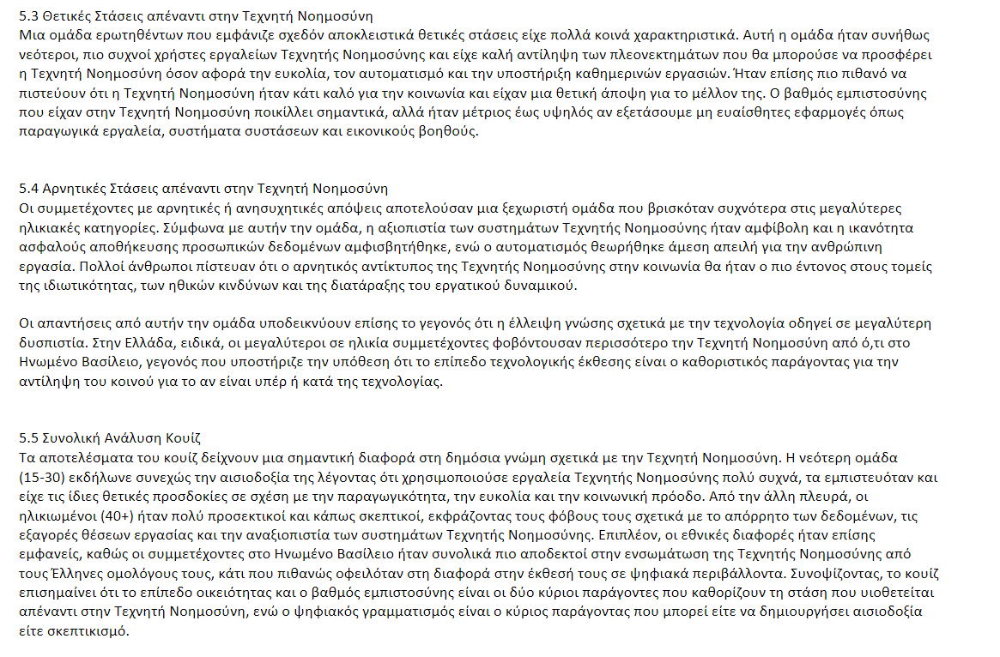 5.3 Θετικές Στάσεις απέναντι στην Τεχνητή Νοημοσύνη
Μια ομάδα ερωτηθέντων που εμφάνιζε σχεδόν αποκλειστικά θετικές στάσεις είχε πολλά κοινά χαρακτηριστικά. Αυτή η ομάδα ήταν συνήθως
νεότεροι, πιο συχνοί χρήστες εργαλείων Τεχνητής Νοημοσύνης και είχε καλή αντίληψη των πλεονεκτημάτων που θα μπορούσε να προσφέρει
η Τεχνητή Νοημοσύνη όσον αφορά την ευκολία, τον αυτοματισμό και την υποστήριξη καθημερινών εργασιών. Ήταν επίσης πιο πιθανό να
πιστεύουν ότι η Τεχνητή Νοημοσύνη ήταν κάτι καλό για την κοινωνία και είχαν μια θετική άποψη για το μέλλον της. Ο βαθμός εμπιστοσύνης
που είχαν στην Τεχνητή Νοημοσύνη ποικίλλει σημαντικά, αλλά ήταν μέτριος έως υψηλός αν εξετάσουμε μη ευαίσθητες εφαρμογές όπως
παραγωγικά εργαλεία, συστήματα συστάσεων και εικονικούς βοηθούς.
5.4 Αρνητικές Στάσεις απέναντι στην Τεχνητή Νοημοσύνη
Οι συμμετέχοντες με αρνητικές ή ανησυχητικές απόψεις αποτελούσαν μια ξεχωριστή ομάδα που βρισκόταν συχνότερα στις μεγαλύτερες
ηλικιακές κατηγορίες. Σύμφωνα με αυτήν την ομάδα, η αξιοπιστία των συστημάτων Τεχνητής Νοημοσύνης ήταν αμφίβολη και η ικανότητα
ασφαλούς αποθήκευσης προσωπικών δεδομένων αμφισβητήθηκε, ενώ ο αυτοματισμός θεωρήθηκε άμεση απειλή για την ανθρώπινη
εργασία. Πολλοί άνθρωποι πίστευαν ότι ο αρνητικός αντίκτυπος της Τεχνητής Νοημοσύνης στην κοινωνία θα ήταν ο πιο έντονος στους τομείς
της ιδιωτικότητας, των ηθικών κινδύνων και της διατάραξης του εργατικού δυναμικού.
Οι απαντήσεις από αυτήν την ομάδα υποδεικνύουν επίσης το γεγονός ότι η έλλειψη γνώσης σχετικά με την τεχνολογία οδηγεί σε μεγαλύτερη
δυσπιστία. Στην Ελλάδα, ειδικά, οι μεγαλύτεροι σε ηλικία συμμετέχοντες φοβόντουσαν περισσότερο την Τεχνητή Νοημοσύνη από ό,τι στο
Ηνωμένο Βασίλειο, γεγονός που υποστήριζε την υπόθεση ότι το επίπεδο τεχνολογικής έκθεσης είναι ο καθοριστικός παράγοντας για την
αντίληψη του κοινού για το αν είναι υπέρ ή κατά της τεχνολογίας.
5.5 Συνολική Ανάλυση Κουίζ
Τα αποτελέσματα του κουίζ δείχνουν μια σημαντική διαφορά στη δημόσια γνώμη σχετικά με την Τεχνητή Νοημοσύνη. Η νεότερη ομάδα
(15-30) εκδήλωνε συνεχώς την αισιοδοξία της λέγοντας ότι χρησιμοποιούσε εργαλεία Τεχνητής Νοημοσύνης πολύ συχνά, τα εμπιστευόταν και
είχε τις ίδιες θετικές προσδοκίες σε σχέση με την παραγωγικότητα, την ευκολία και την κοινωνική πρόοδο. Από την άλλη πλευρά, οι
ηλικιωμένοι (40+) ήταν πολύ προσεκτικοί και κάπως σκεπτικοί, εκφράζοντας τους φόβους τους σχετικά με το απόρρητο των δεδομένων, τις
εξαγορές θέσεων εργασίας και την αναξιοπιστία των συστημάτων Τεχνητής Νοημοσύνης. Επιπλέον, οι εθνικές διαφορές ήταν επίσης
εμφανείς, καθώς οι συμμετέχοντες στο Ηνωμένο Βασίλειο ήταν συνολικά πιο αποδεκτοί στην ενσωμάτωση της Τεχνητής Νοημοσύνης από
τους Έλληνες ομολόγους τους, κάτι που πιθανώς οφειλόταν στη διαφορά στην έκθεσή τους σε ψηφιακά περιβάλλοντα. Συνοψίζοντας, το κουίζ
επισημαίνει ότι το επίπεδο οικειότητας και ο βαθμός εμπιστοσύνης είναι οι δύο κύριοι παράγοντες που καθορίζουν τη στάση που υιοθετείται
απέναντι στην Τεχνητή Νοημοσύνη, ενώ ο ψηφιακός γραμματισμός είναι ο κύριος παράγοντας που μπορεί είτε να δημιουργήσει αισιοδοξία
είτε σκεπτικισμό.